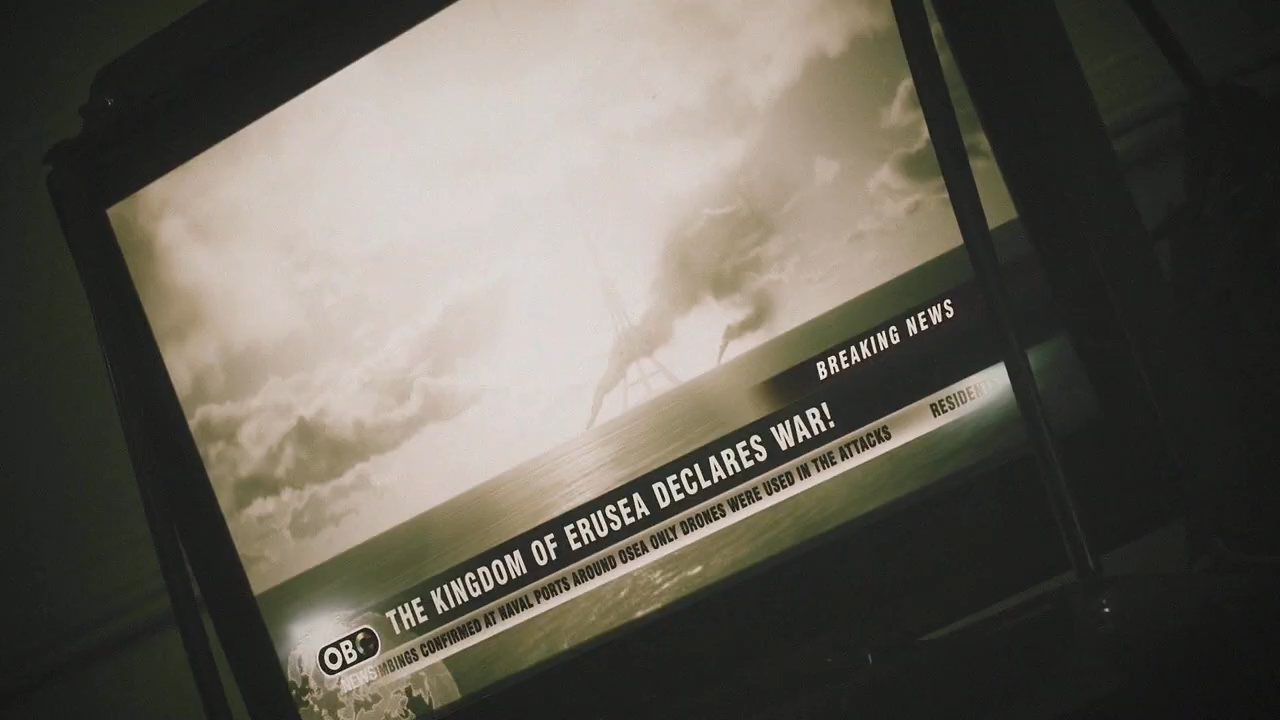 BREAKING NEWS
THE KINGDOM OF ERUSEA DECLARES WAR!
MBINGS CONFIRMED AT NAVAL PORTS AROUND OSEA ONLY DRONES WERE USED IN THE ATTACKS RESIDENT
OBC
NEWS